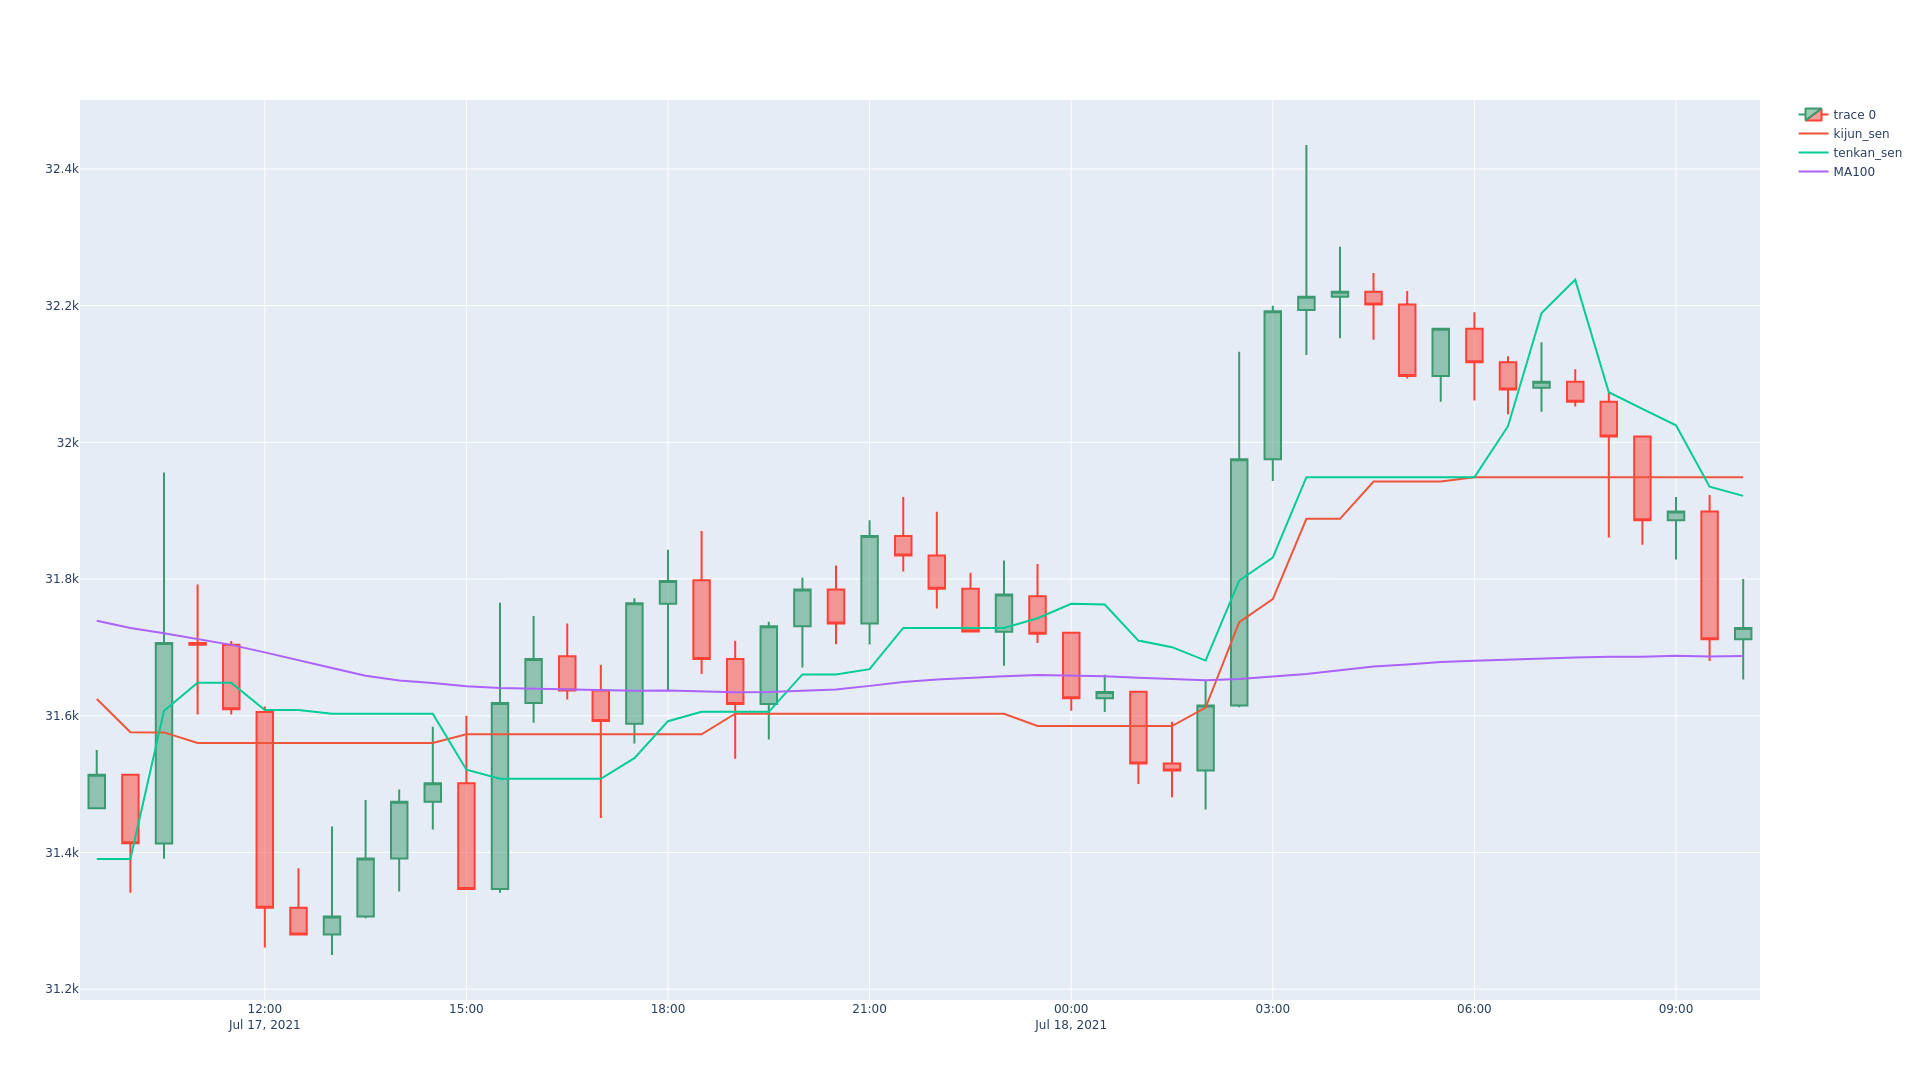 trace 0
kijun_sen
tenkan_sen
MA100
32.4k
32.2k
32k
31.8k
31.6k
31.4k
31.2k
12:00 15:00 18:00 21:00 00:00 03:00 06:00 09:00
Jul 17, 2021 Jul 18, 2021